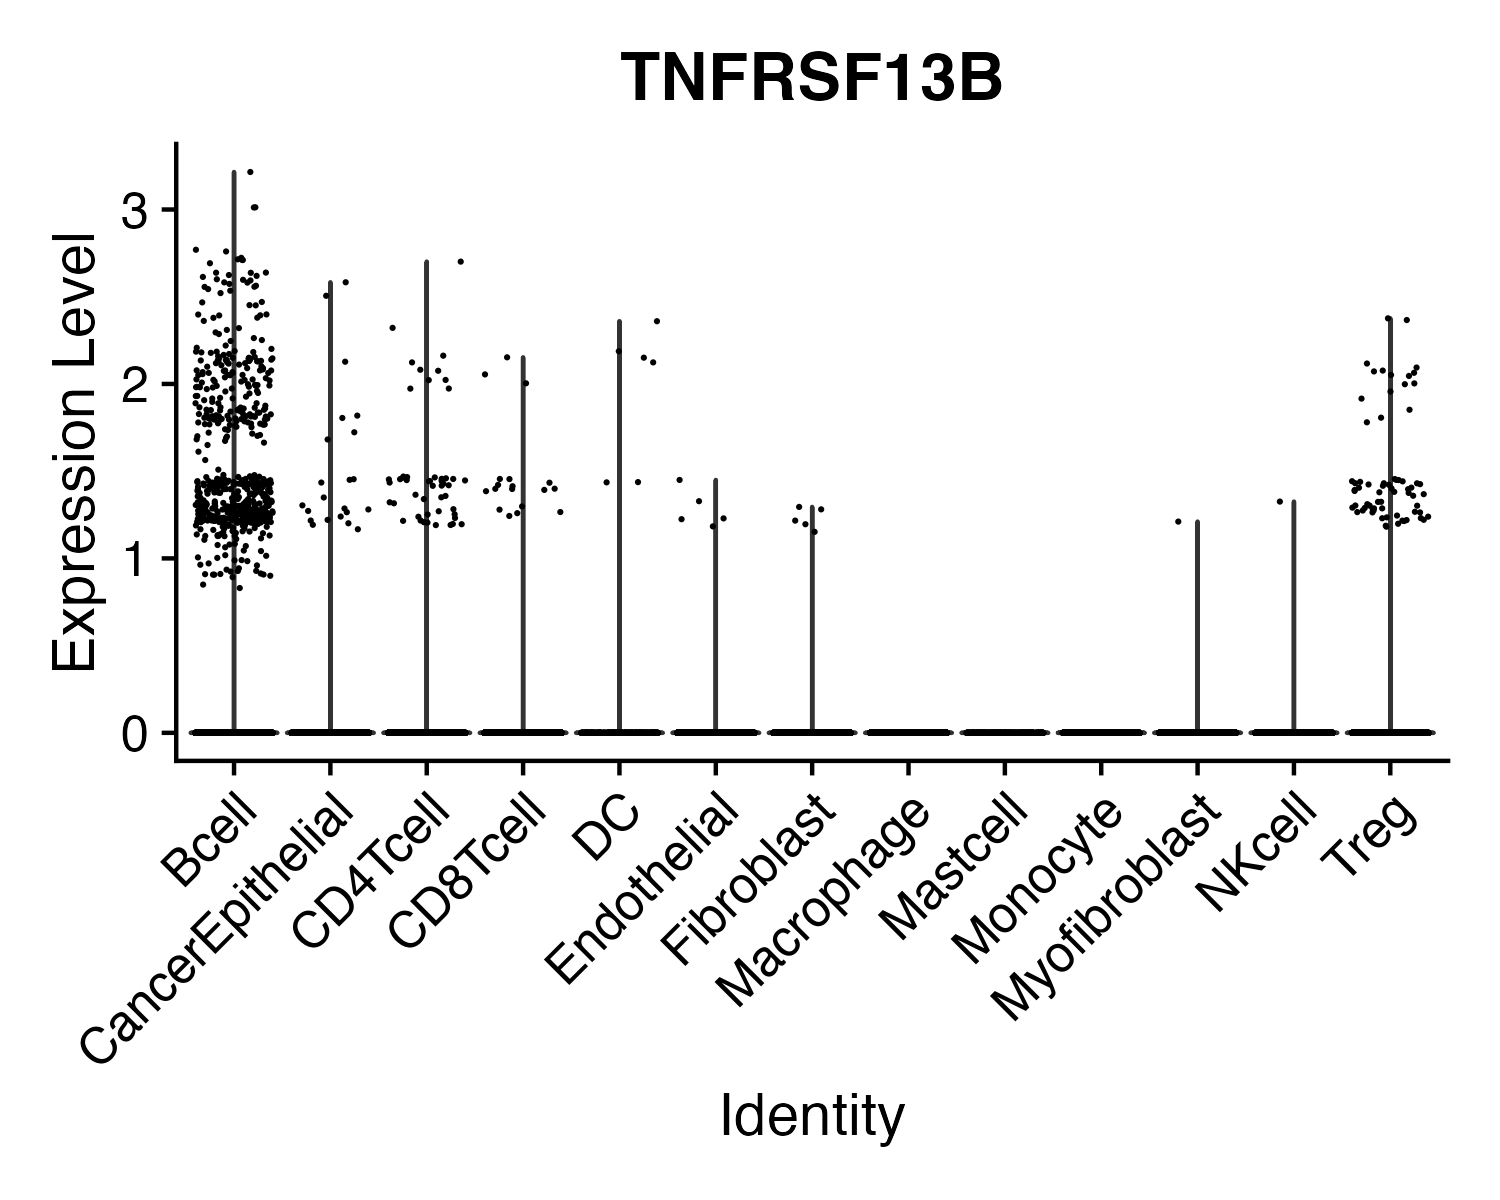 TNFRSF13B
Expression Level
3
2
1
0
Bcell
CancerEpithelial
CD4Tcell
CD8Tcell
DC
Endothelial
Fibroblast
Macrophage
Mastcell
Monocyte
Myofibroblast
NKcell
Treg
Identity